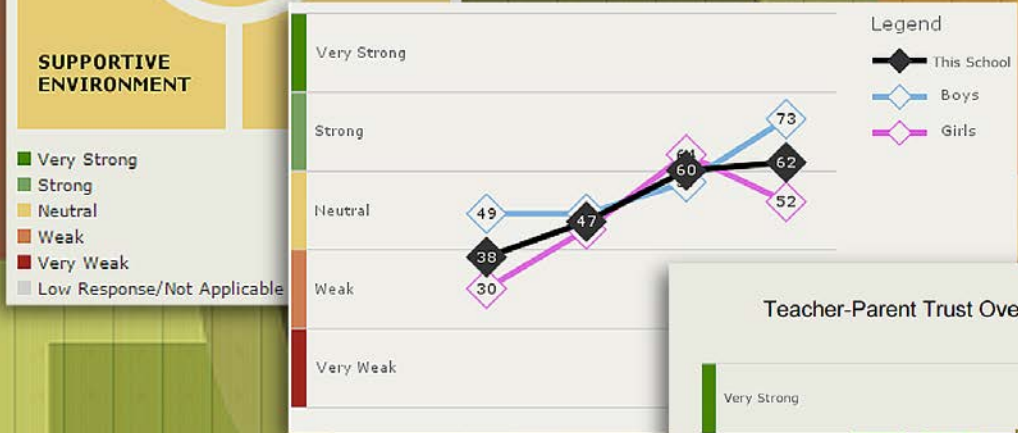 SUPPORTIVE
ENVIRONMENT
Very Strong
Strong
Neutral
Weak
Very Weak
Low Response/Not Applicable
Very Strong
Strong
Neutral
Weak
Very Weak
73
64
60
62
49
47
52
38
30
Legend
This School
Boys
Girls
Teacher-Parent Trust Ove
Very Strong